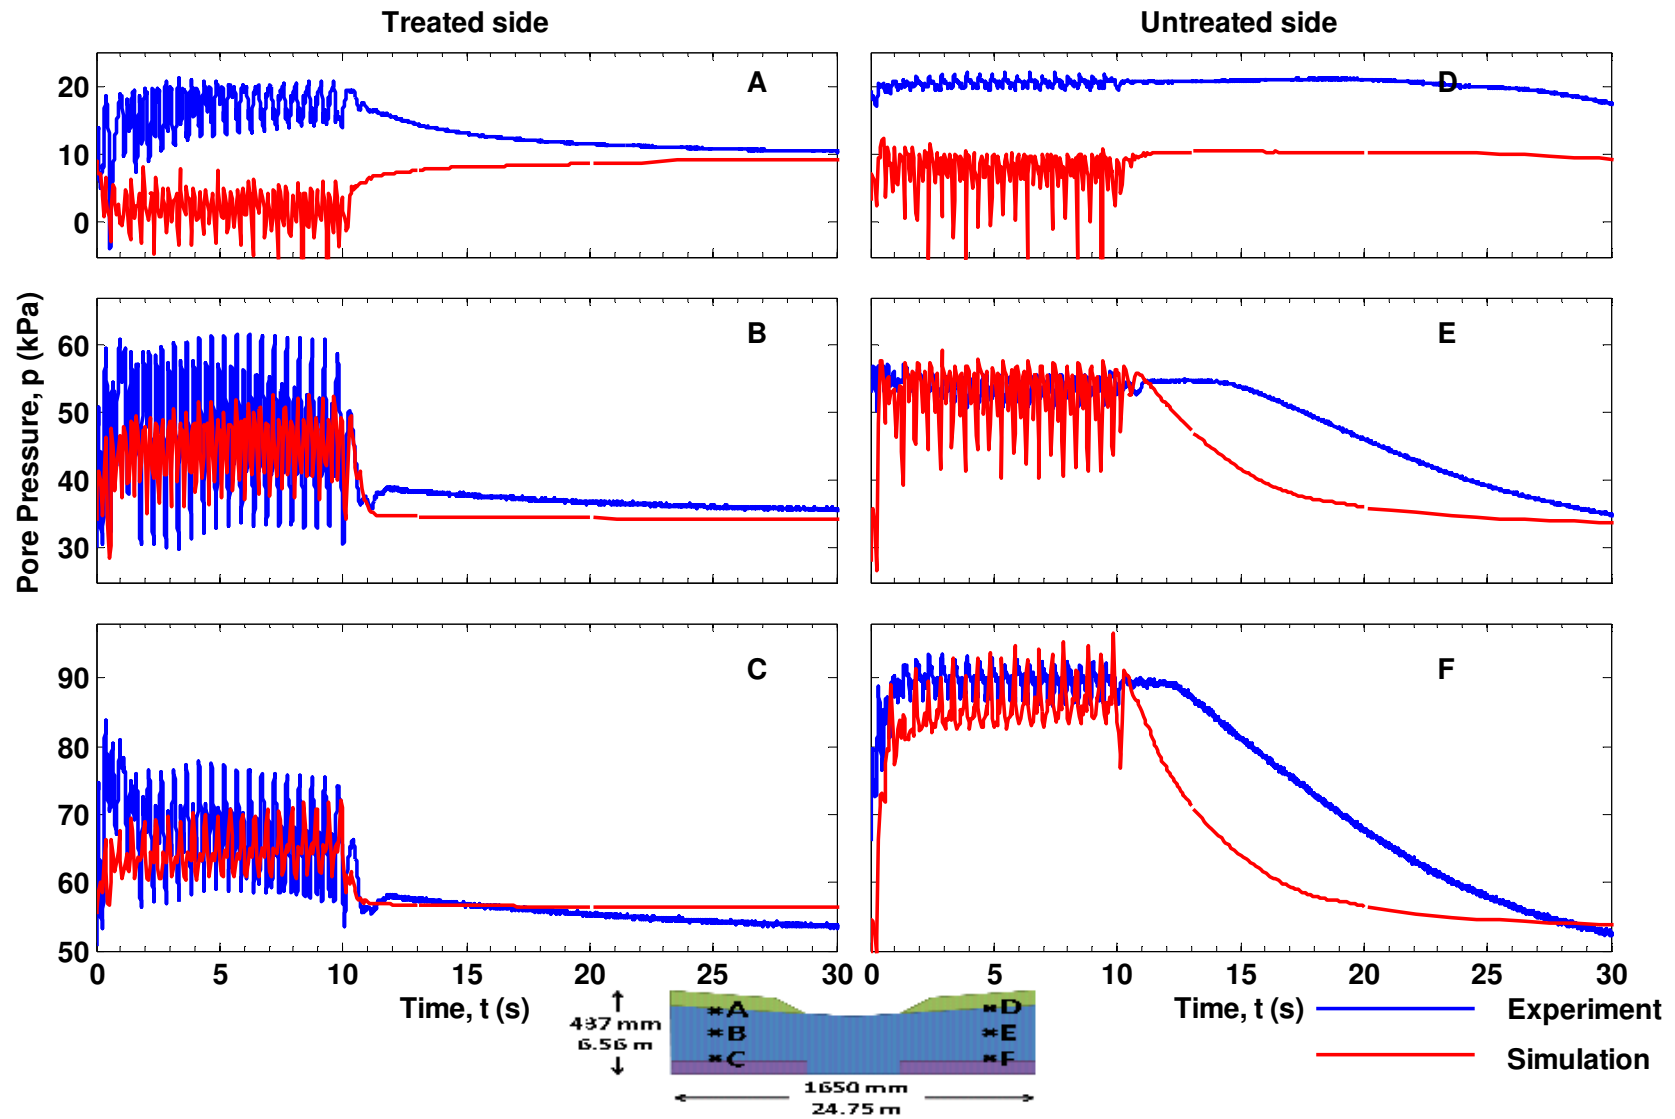 Treated side
Untreated side
A
20
10
0
D
Pore Pressure, p (kPa)
B
60
50
40
30
E
C
90
80
70
60
50
0 5 10 15 20 25 30
F
0 5 10 15 20 25 30
Time, t (s)
Time, t (s)
437 mm
6.56 m
A
B
C
D
E
F
1650 mm
24.75 m
Experiment
Simulation